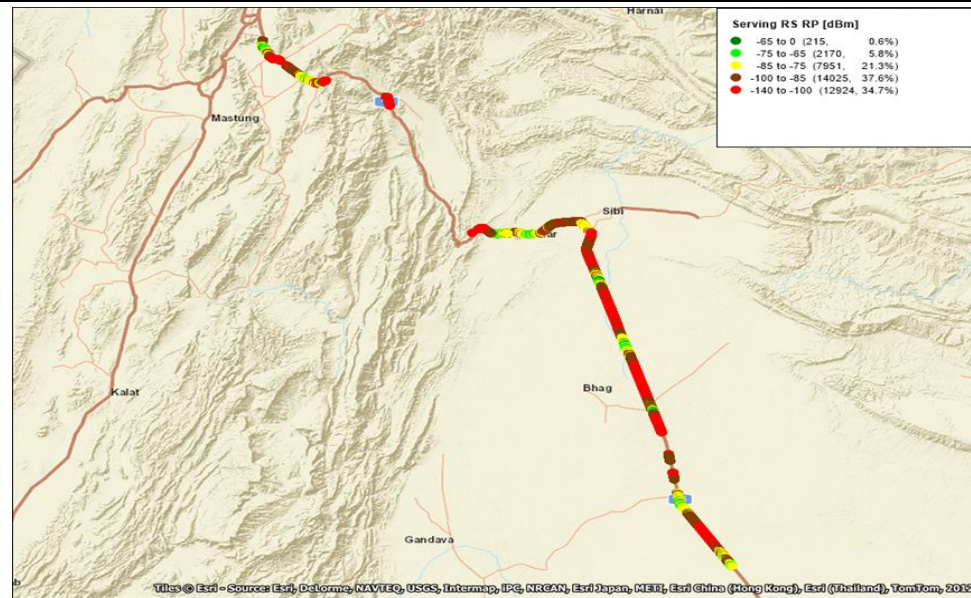 Harnai
Serving RS RP [dBm]
-65 to 0 (215, 0.6%)
-75 to -65 (2170, 5.8%)
-85 to -75 (7951, 21.3%)
-100 to -85 (14025, 37.6%)
-140 to -100 (12924, 34.7%)
Mastung
Sibi
ar
Bhag
Kalat
Gandava
b
Tiles © Esri - Source: Esri, DeLorme, NAVTEQ, USGS, Intermap, iPC, NRCAN, Esri Japan, METI, Esri China (Hong Kong), Esri (Thailand), TomTom, 2012